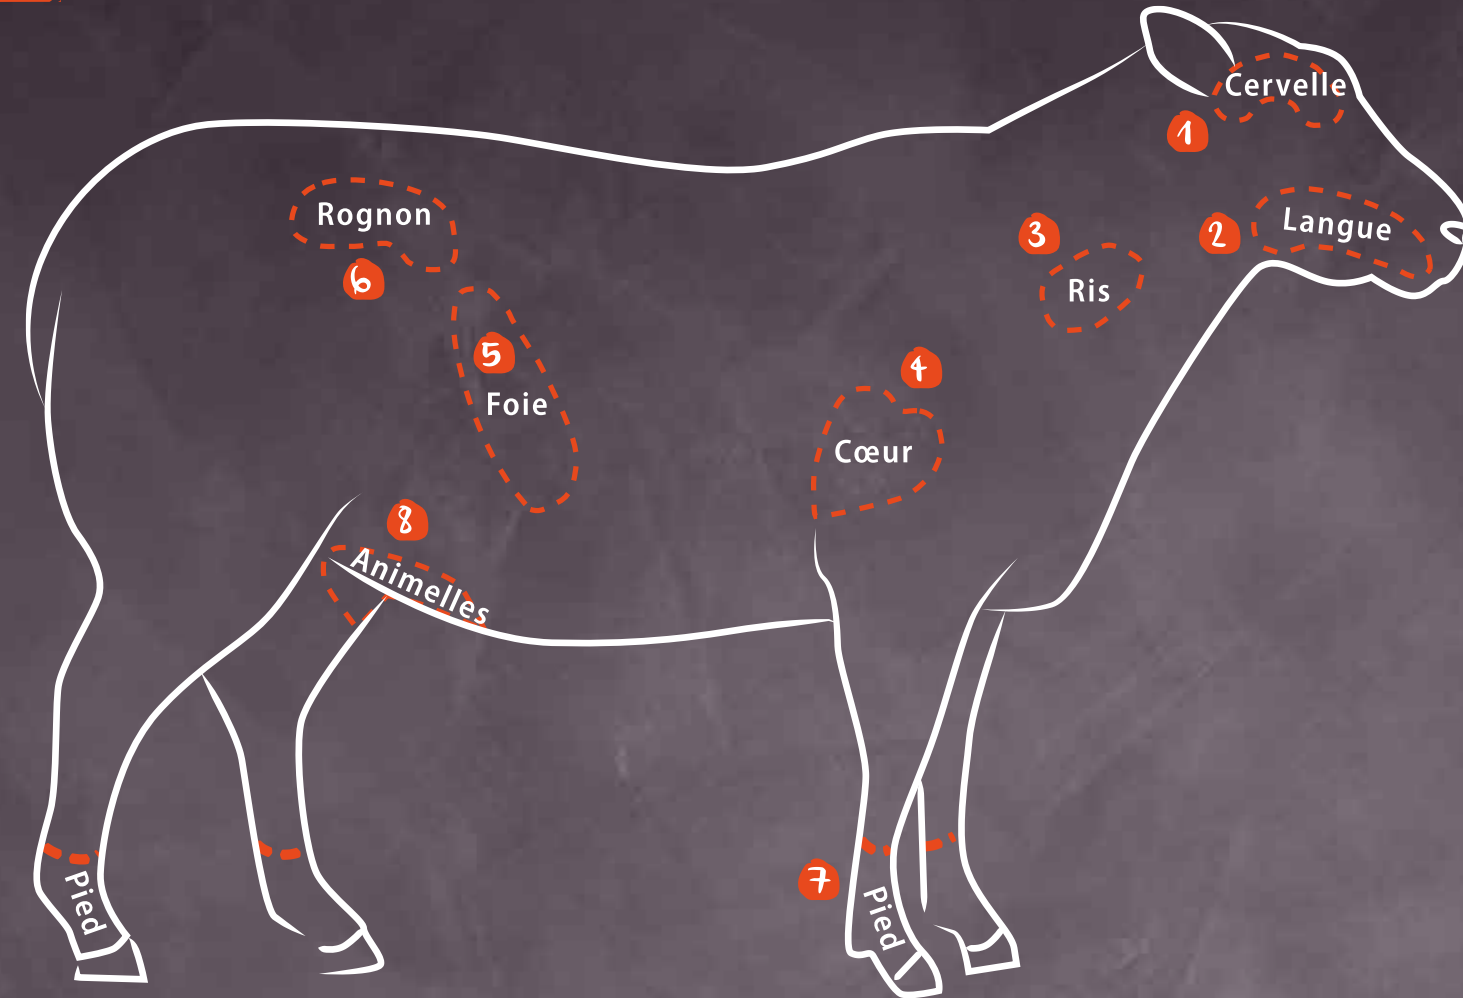 Cervelle
1
Langue
2
3
Ris
Rognon
6
5
Foie
4
Cœur
8
Animelles
7
Pied
Pied